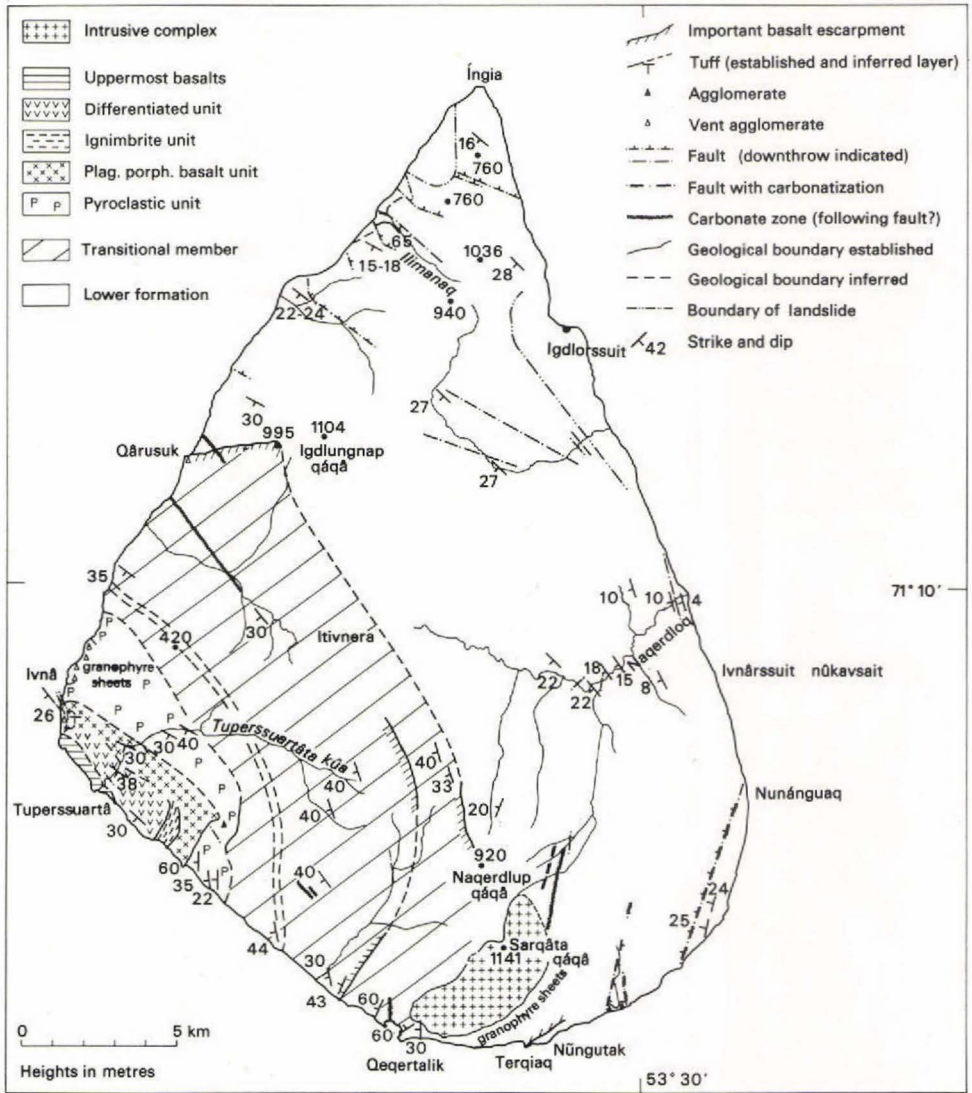 Intrusive complex
Uppermost basalts
Differentiated unit
Ignimbrite unit
Plag. porph. basalt unit
P P Pyroclastic unit
Transitional member
Lower formation
Important basalt escarpment
Tuff (established and inferred layer)
Agglomerate
Vent agglomerate
Fault (downthrow indicated)
Fault with carbonatization
Carbonate zone (following fault?)
Geological boundary established
Geological boundary inferred
Boundary of landslide
42 Strike and dip
Íngia
16
760
760
65
15-18
Ilimanaq
1036
28
940
22-24
Igdlorssuit
27
30
995
1104
Igdlungnap
qáqâ
Qârusuk
27
35
71° 10'
10
10
4
420
30
Itivnera
Naqerdloq
P
granophyre
sheets
P
P
Ivnâ
26
P
P
22
18
15
22
8
Ivnârssuit nûkavsait
30
30
40
Tuperssuartâta kûa
P
38
40
40
33
40
20
Nunánguaq
Tuperssuartâ
30
P
P
60
35
P
22
P
40
920
Naqerdlup
qáqâ
24
25
44
30
43
Sarqâta
qáqâ
1141
granophyre sheets
60
60
30
Qeqertalik
Terqiaq
Nũngutak
0 5 km
Heights in metres
53° 30'